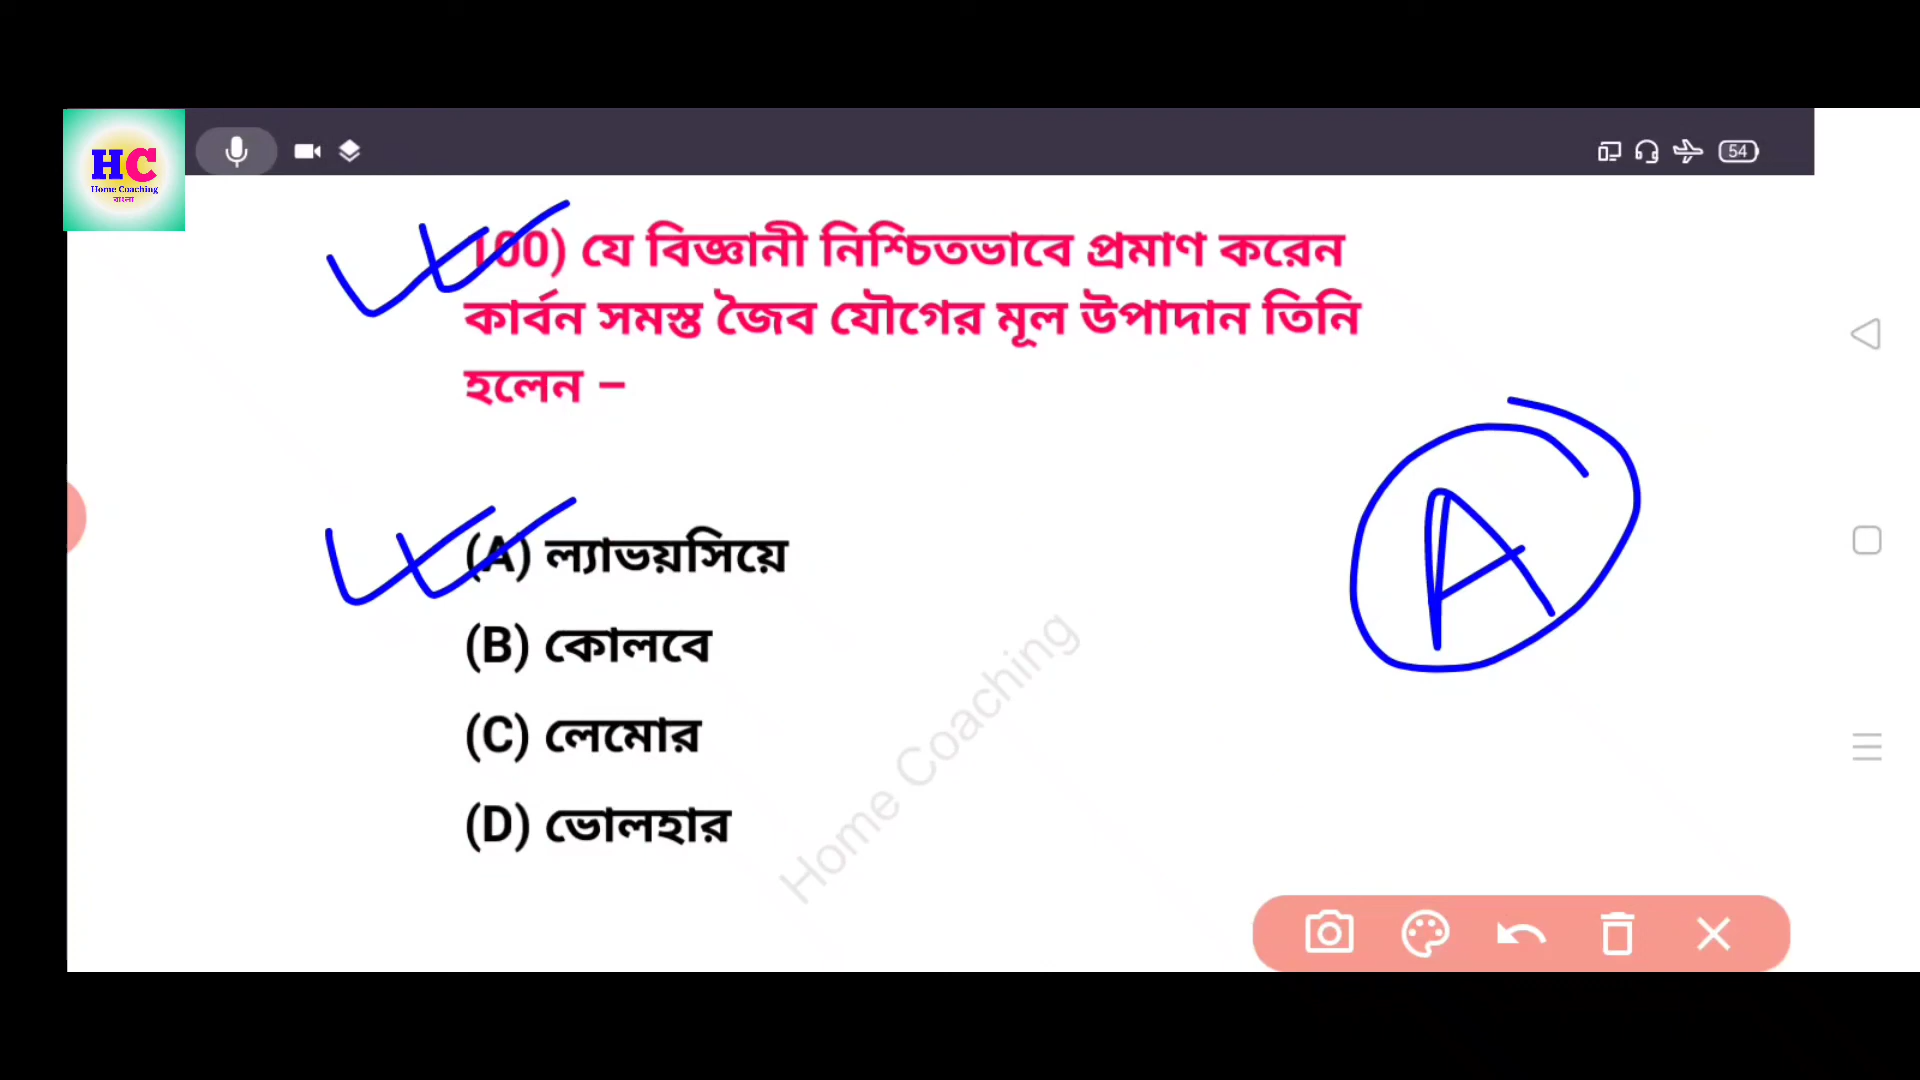 HC
Home Coaching
বাংলা
54
100) যে বিজ্ঞানী নিশ্চিতভাবে প্রমাণ করেন
কার্বন সমস্ত জৈব যৌগের মূল উপাদান তিনি
হলেন –
(A) ল্যাভয়সিয়ে
(B) কোলবে
(C) লেমোর
(D) ভোলহার
A
Home Coaching